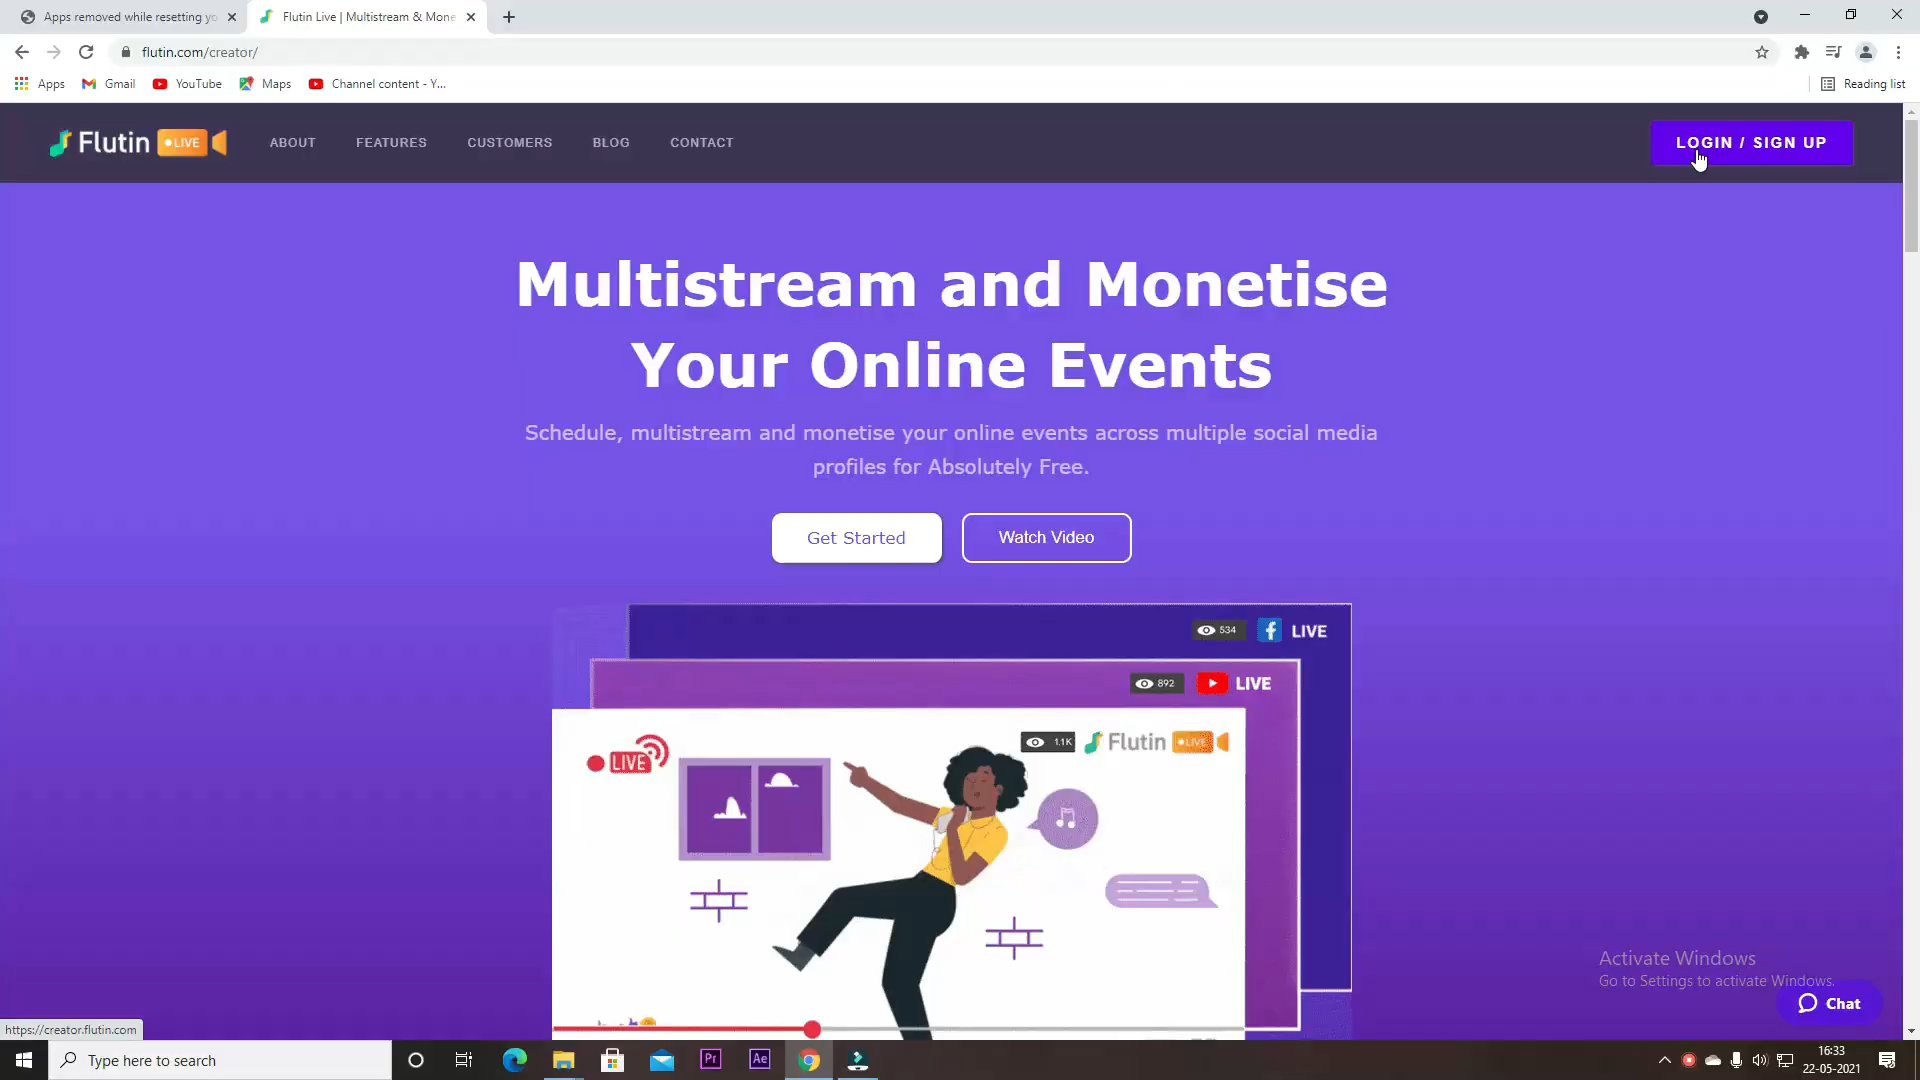 Apps removed while resetting yo
Flutin Live | Multistream & Mone
flutin.com/creator/
Apps
Gmail
YouTube
Maps
Channel content - Y...
Reading list
Flutin LIVE
ABOUT
FEATURES
CUSTOMERS
BLOG
CONTACT
LOGIN / SIGN UP
Multistream and Monetise
Your Online Events
Schedule, multistream and monetise your online events across multiple social media
profiles for Absolutely Free.
Get Started
Watch Video
534
LIVE
892
LIVE
LIVE
1.1K
Flutin LIVE
Activate Windows
Go to Settings to activate Windows.
Chat
https://creator.flutin.com
Type here to search
Pr
Ae
16:33
22-05-2021